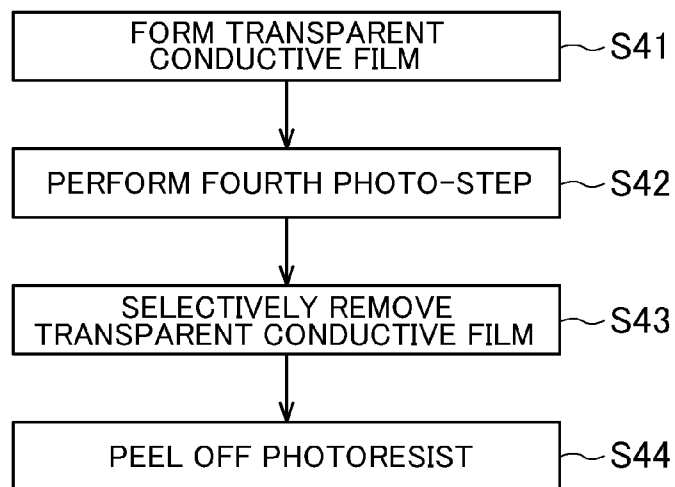 FORM TRANSPARENT
CONDUCTIVE FILM
S41
PERFORM FOURTH PHOTO-STEP
S42
SELECTIVELY REMOVE
TRANSPARENT CONDUCTIVE FILM
S43
PEEL OFF PHOTORESIST
S44